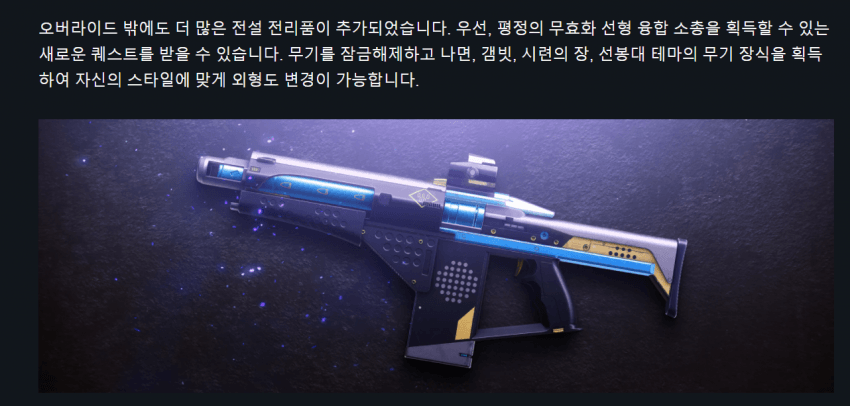 오버라이드 밖에도 더 많은 전설 전리품이 추가되었습니다. 우선, 평정의 무효화 선형 융합 소총을 획득할 수 있는
새로운 퀘스트를 받을 수 있습니다. 무기를 잠금해제하고 나면, 갬빗, 시련의 장, 선봉대 테마의 무기 장식을 획득
하여 자신의 스타일에 맞게 외형도 변경이 가능합니다.